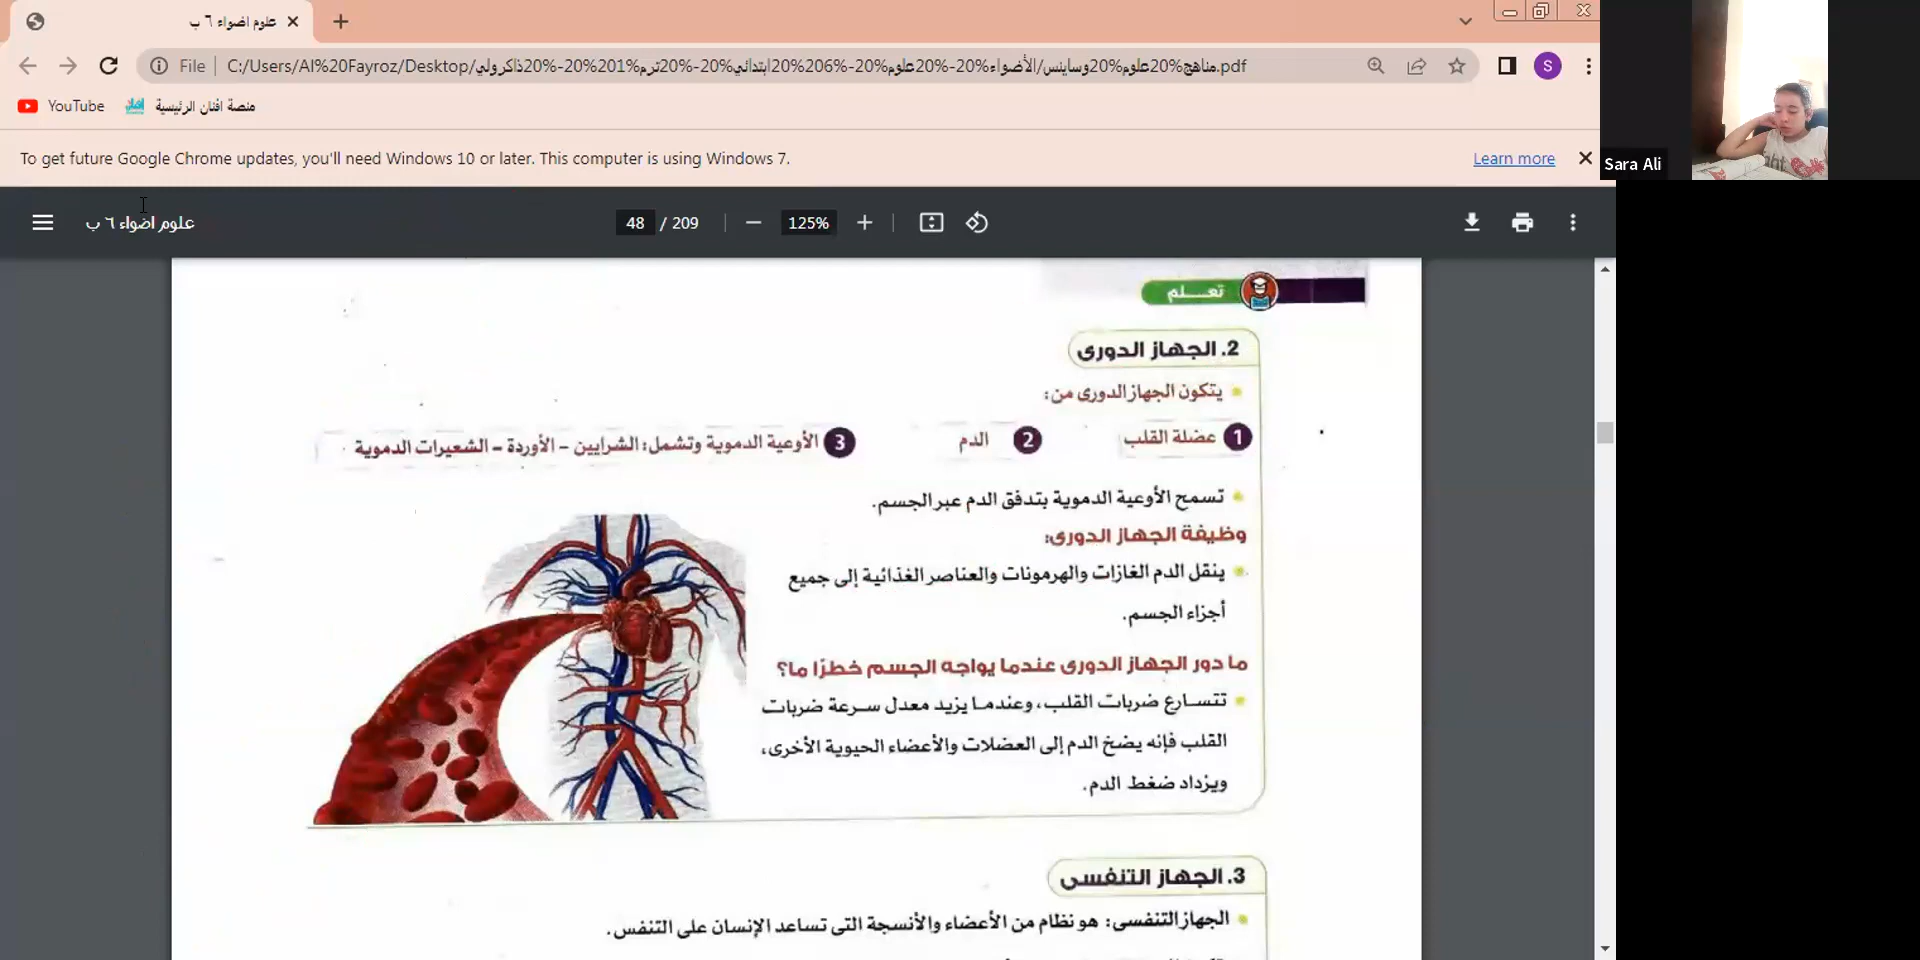 علوم اضواء ٦ ب
File
C:/Users/Al%20Fayroz/Desktop/مناهج%20علوم%20وساينس/الأضواء%20-%20علوم%20-%206%20ابتدائي%20-%20ترم%201%20-%20ذاكرولي.pdf
S
YouTube
منصة افنان الرئيسية
To get future Google Chrome updates, you'll need Windows 10 or later. This computer is using Windows 7.
Learn more
Sara Ali
علوم اضواء ٦ ب
48 / 209
125%
تعـــلم
2. الجهاز الدورى
يتكون الجهاز الدورى من:
1 عضلة القلب
2 الدم
3 الأوعية الدموية وتشمل: الشرايين – الأوردة – الشعيرات الدموية
تسمح الأوعية الدموية بتدفق الدم عبر الجسم.
وظيفة الجهاز الدورى:
ينقل الدم الغازات والهرمونات والعناصر الغذائية إلى جميع
أجزاء الجسم.
ما دور الجهاز الدورى عندما يواجه الجسم خطرًا ما؟
تتسارع ضربات القلب، وعندما يزيد معدل سرعة ضربات
القلب فإنه يضخ الدم إلى العضلات والأعضاء الحيوية الأخرى،
ويزداد ضغط الدم.
3. الجهاز التنفسى
الجهاز التنفسى: هو نظام من الأعضاء والأنسجة التى تساعد الإنسان على التنفس.